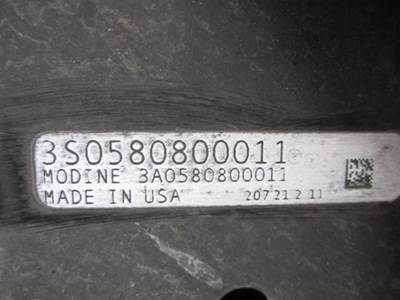 3S0580800011
MODINE 3A0580800011
MADE IN USA 207 21 2 11